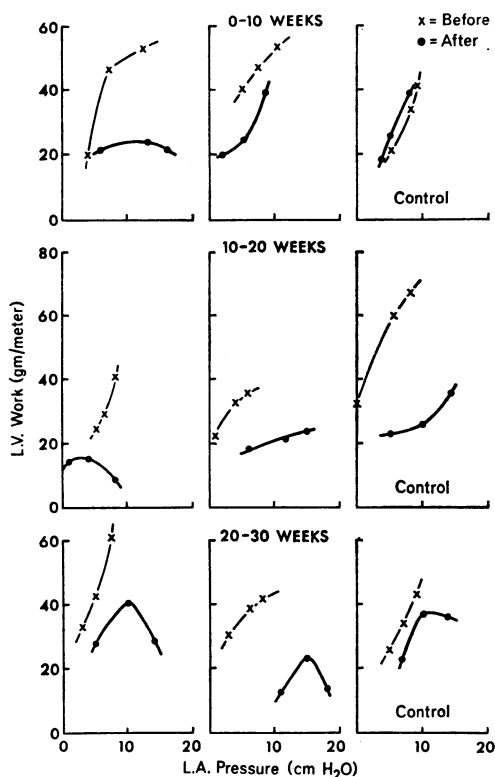 0-10 WEEKS
x = Before
● = After
60
40
20
0
Control
10-20 WEEKS
80
60
40
20
0
Control
L.V. Work (gm/meter)
20-30 WEEKS
60
40
20
0
Control
0 10 20 0 10 20 0 10 20
L.A. Pressure (cm H₂O)